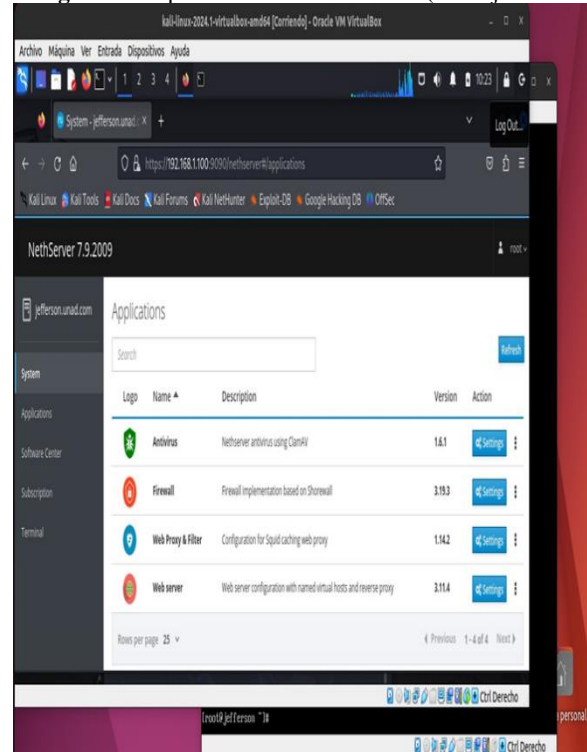 kali-linux-2024.1-virtualbox-amd64 [Corriendo] - Oracle VM VirtualBox
Archivo Máquina Ver Entrada Dispositivos Ayuda
1 2 3 4 10:23
System - jeff
Log Out...
https://192.168.1.100:9090/nethserver#/applications
Kali Linux Kali Tools Kali Docs Kali Forums Kali NetHunter Exploit-DB Google Hacking DB OffSec
NethServer 7.9.2009 root
jefferson.unad.com
Applications
Search
Refresh
System
Applications
Software Center
Subscription
Terminal
Logo Name Description Version Action
Antivirus Nethserver antivirus using ClamAV 1.6.1 Settings
Firewall Firewall implementation based on Shorewall 3.19.3 Settings
Web Proxy & Filter Configuration for Squid caching web proxy 1.14.2 Settings
Web server Web server configuration with named virtual hosts and reverse proxy 3.11.4 Settings
Rows per page 25 Previous 1-4 of 4 Next
Ctrl Derecho
[root@jefferson ~]#
personal
Ctrl Derecho